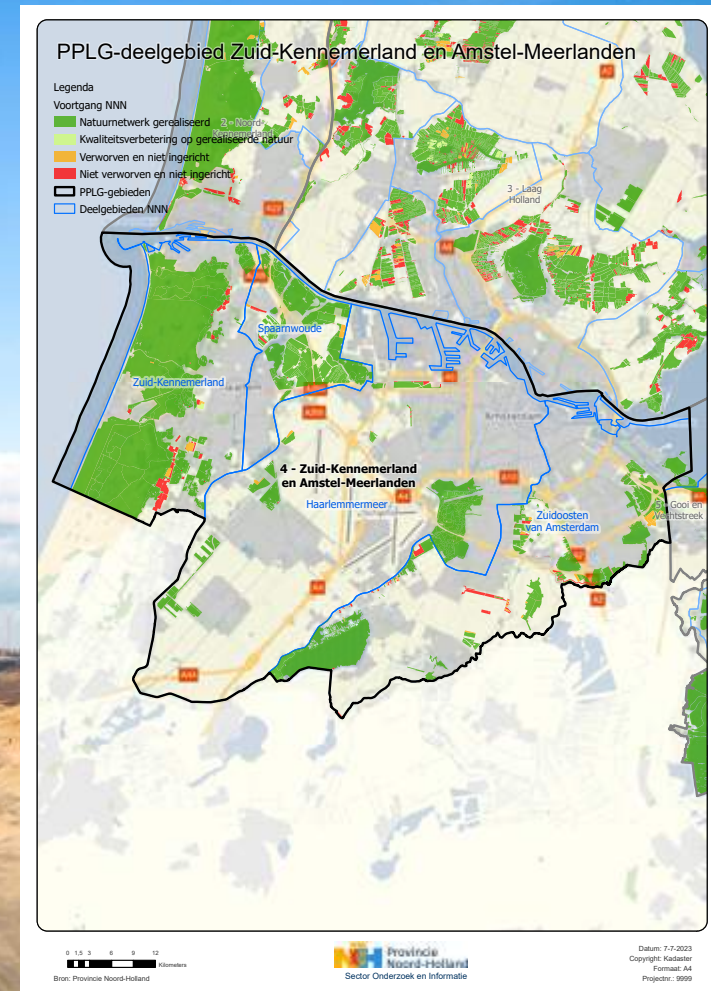 PPLG-deelgebied Zuid-Kennemerland en Amstel-Meerlanden
Legenda
Voortgang NNN
Natuurnetwerk gerealiseerd
Kwaliteitsverbetering op gerealiseerde natuur
Verworven en niet ingericht
Niet verworven en niet ingericht
PPLG-gebieden
Deelgebieden NNN
2 - Noord-
Kennemerland
3 - Laag
Holland
A22
A8
Spaarnwoude
Zuid-Kennemerland
A200
A5
Amsterdam
4 - Zuid-Kennemerland
en Amstel-Meerlanden
Haarlemmermeer
A4
A10
Zuidoosten
van Amsterdam
5 - Gooi en
Vechtstreek
A2
A4
A2
A44
0 1,5 3 6 9 12
Kilometers
Bron: Provincie Noord-Holland
Provincie
Noord-Holland
Sector Onderzoek en Informatie
Datum: 7-7-2023
Copyright: Kadaster
Formaat: A4
Projectnr.: 9999